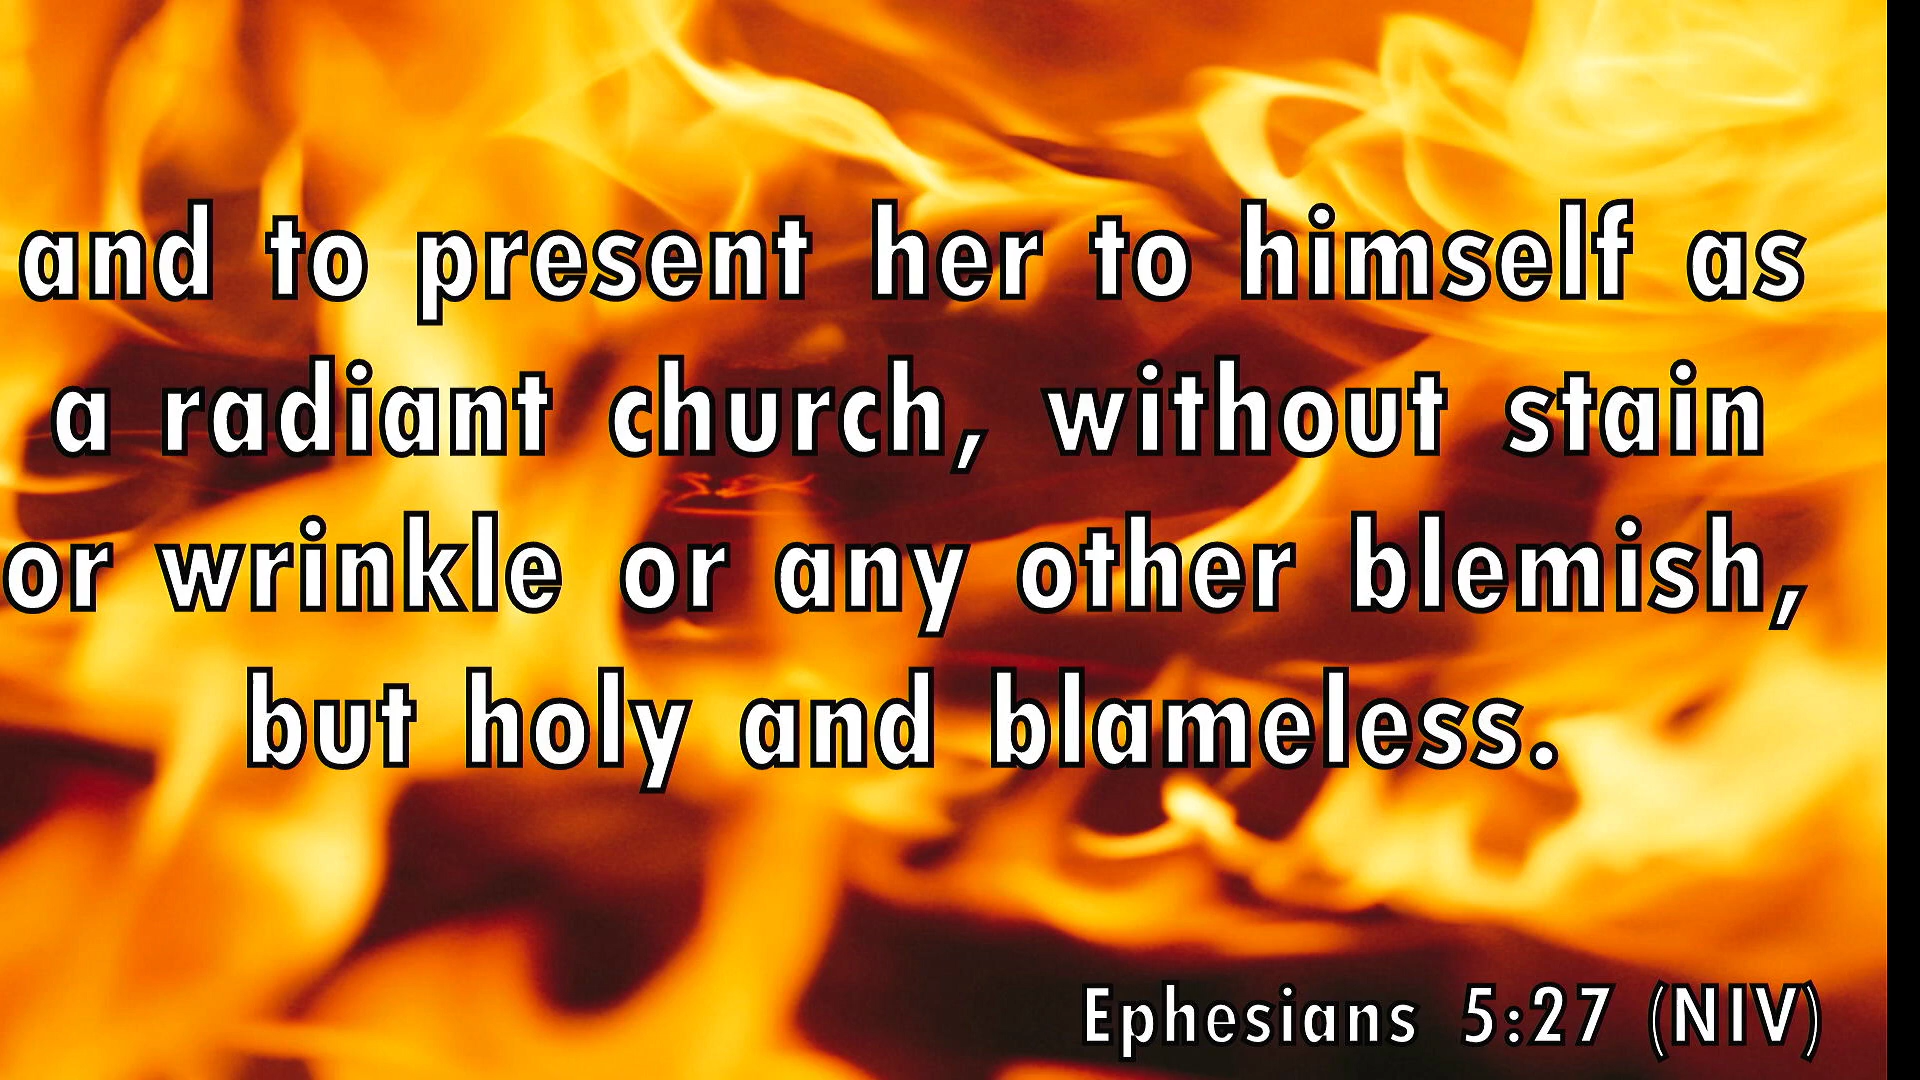 and to present her to himself as
a radiant church, without stain
or wrinkle or any other blemish,
but holy and blameless.
Ephesians 5:27 (NIV)